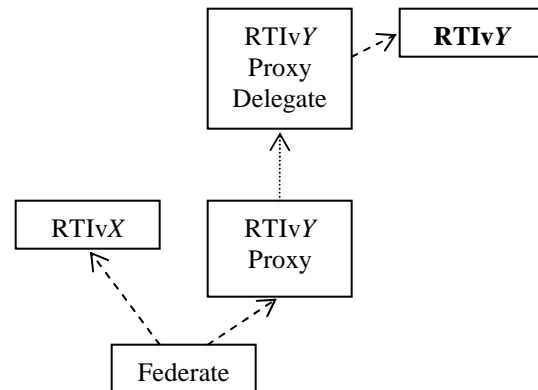 RTIvY
Proxy
Delegate
RTIvY
RTIvX
RTIvY
Proxy
Federate